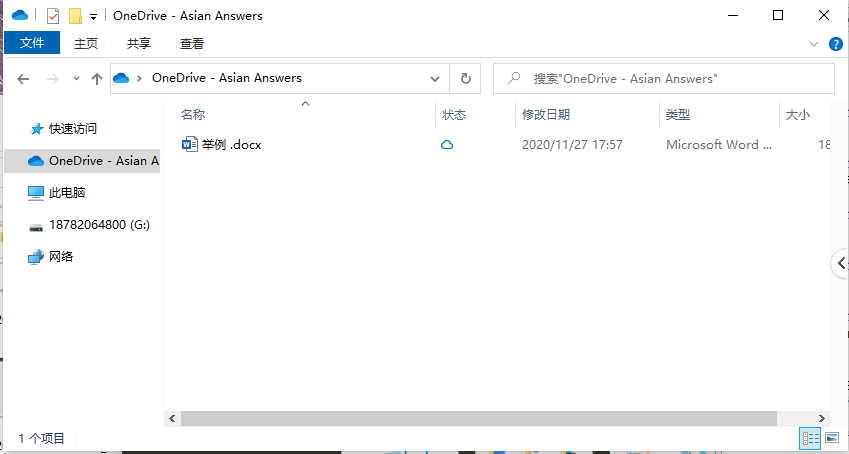 OneDrive - Asian Answers
文件 主页 共享 查看
OneDrive - Asian Answers 搜索"OneDrive - Asian Answers"
名称 状态 修改日期 类型 大小
快速访问
举例 .docx 2020/11/27 17:57 Microsoft Word ... 18
OneDrive - Asian A
此电脑
18782064800 (G:)
网络
1 个项目